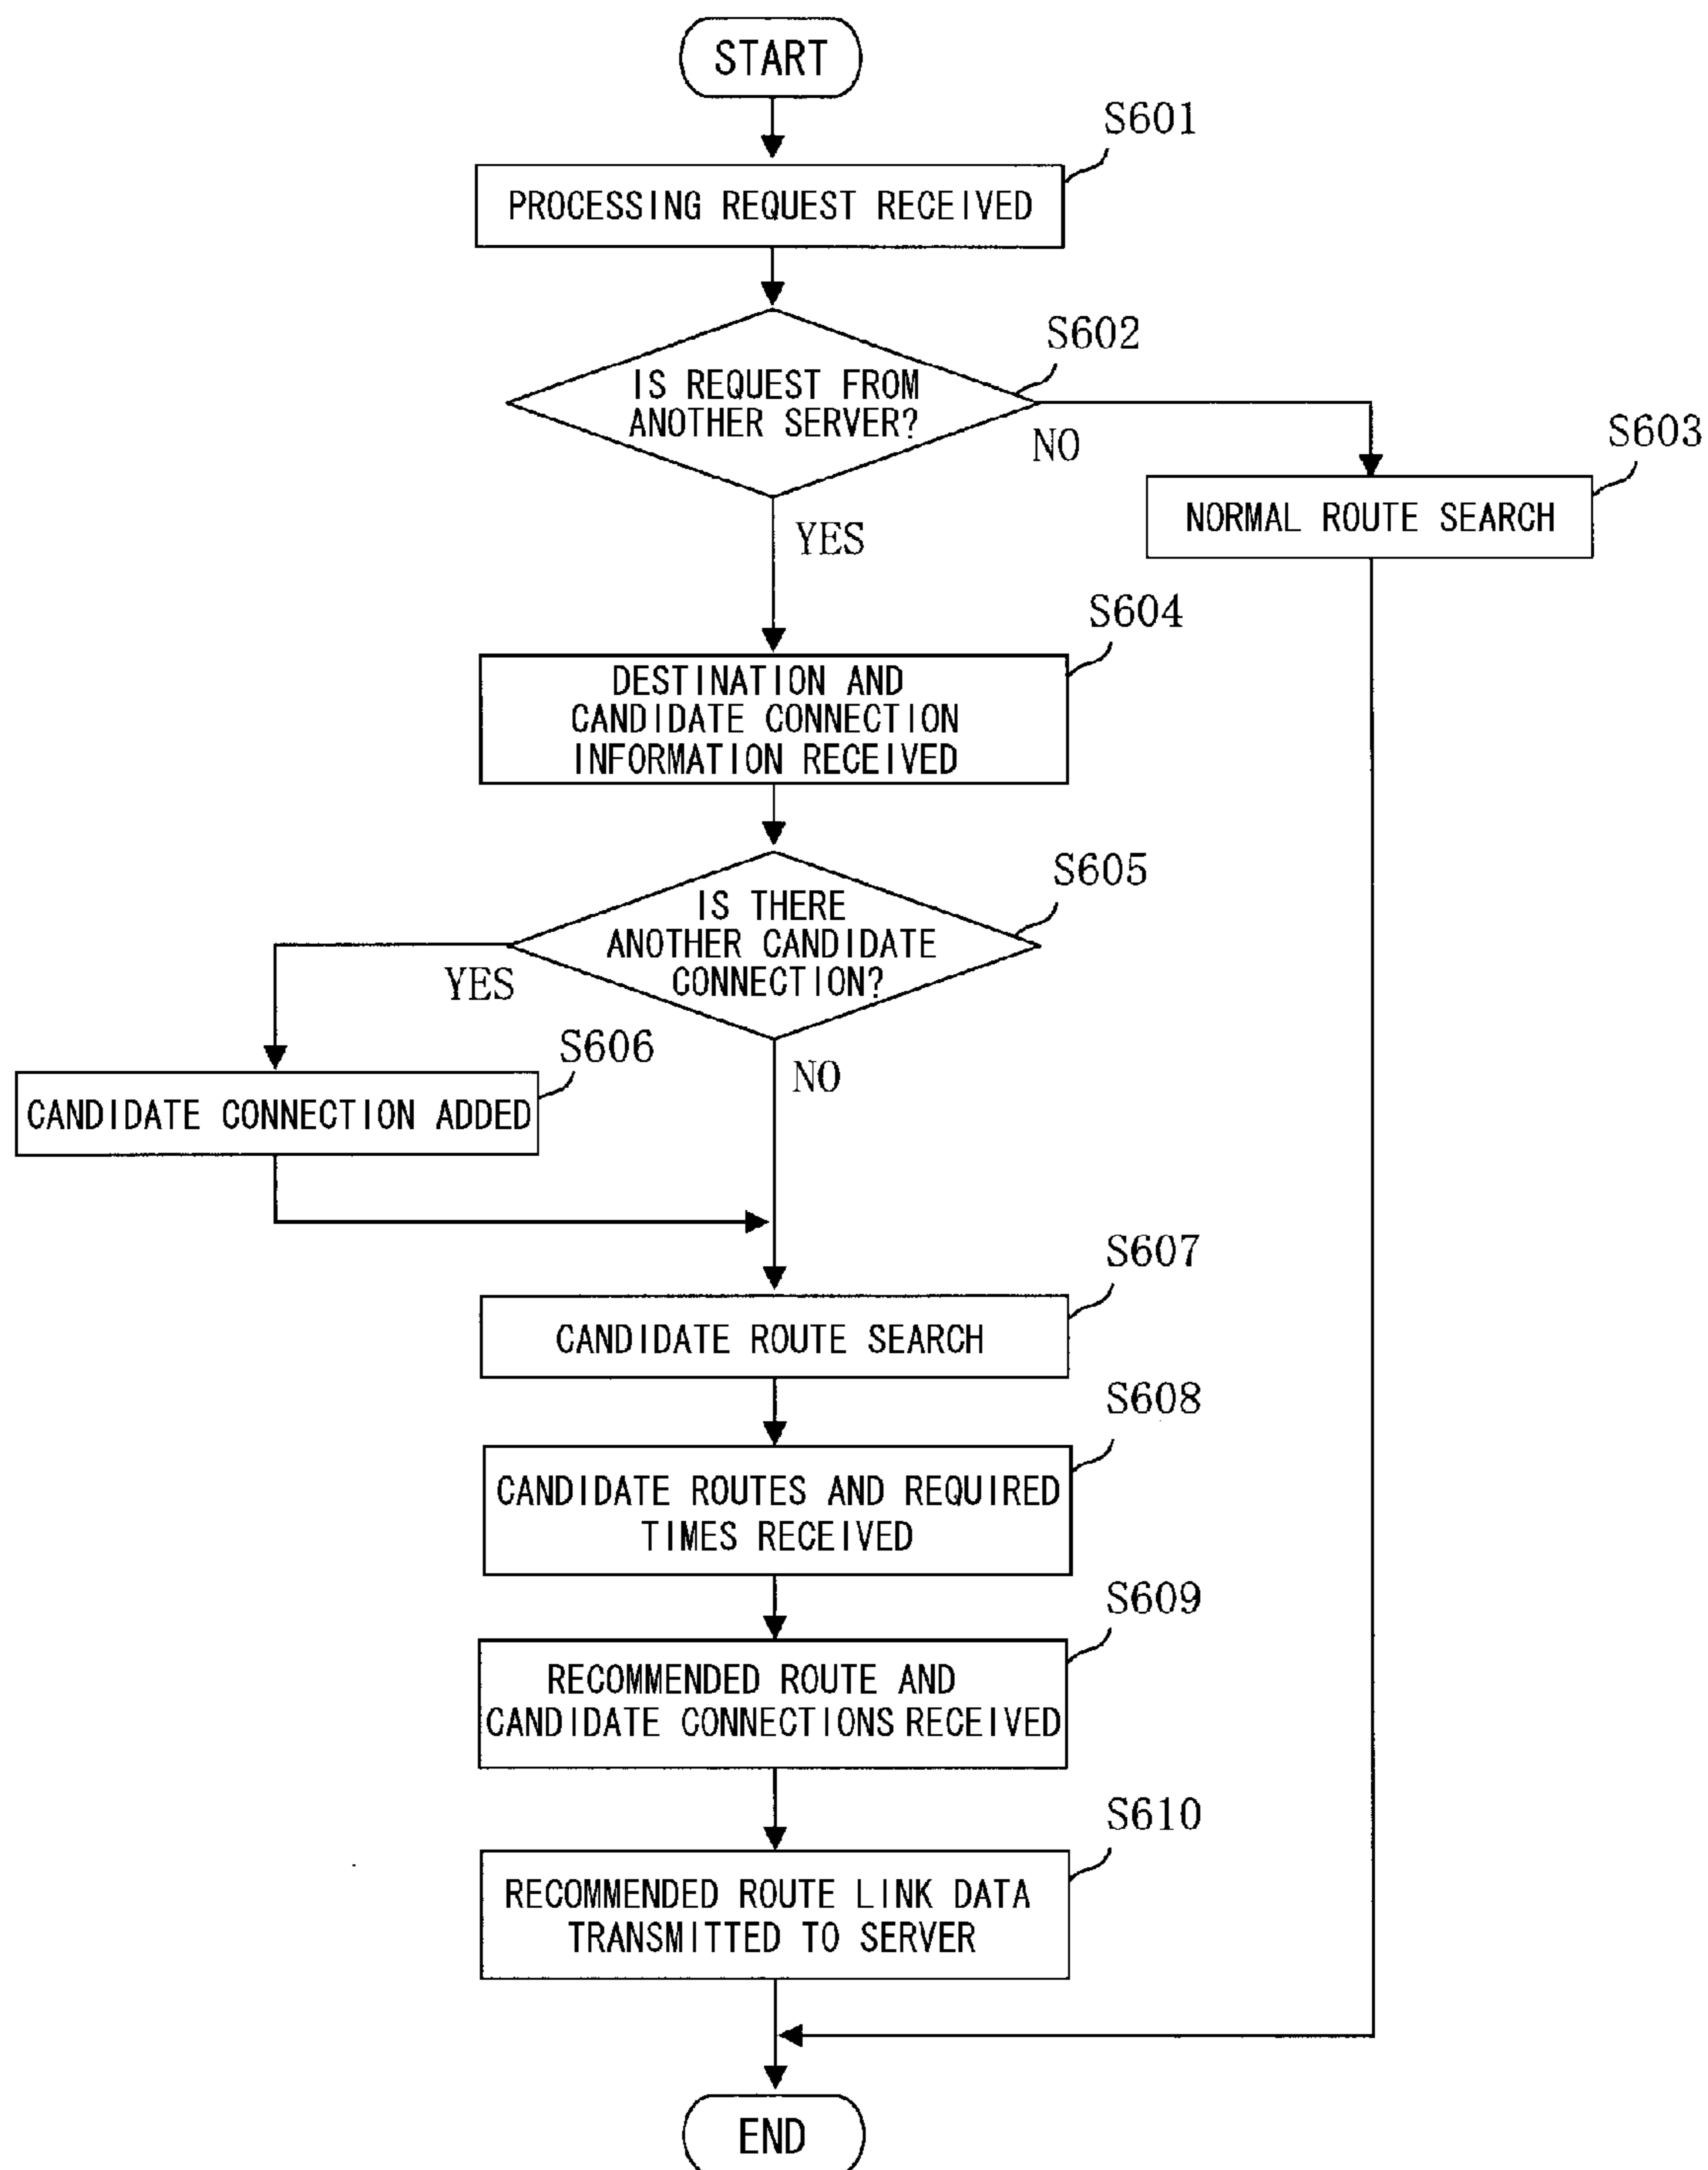 START
S601
PROCESSING REQUEST RECEIVED
S602
IS REQUEST FROM
ANOTHER SERVER?
NO
S603
NORMAL ROUTE SEARCH
YES
S604
DESTINATION AND
CANDIDATE CONNECTION
INFORMATION RECEIVED
S605
IS THERE
ANOTHER CANDIDATE
CONNECTION?
YES
S606
NO
CANDIDATE CONNECTION ADDED
S607
CANDIDATE ROUTE SEARCH
S608
CANDIDATE ROUTES AND REQUIRED
TIMES RECEIVED
S609
RECOMMENDED ROUTE AND
CANDIDATE CONNECTIONS RECEIVED
S610
RECOMMENDED ROUTE LINK DATA
TRANSMITTED TO SERVER
END